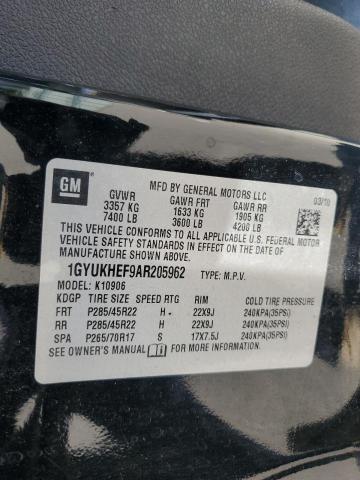 GM
MFD BY GENERAL MOTORS LLC 03/10
GVWR GAWR FRT GAWR RR
3357 KG 1633 KG 1905 KG
7400 LB 3600 LB 4200 LB
THIS VEHICLE CONFORMS TO ALL APPLICABLE U.S. FEDERAL MOTOR
VEHICLE SAFETY STANDARDS IN EFFECT ON THE DATE OF
MANUFACTURE SHOWN ABOVE.
1GYUKHEF9AR205962 TYPE: M.P.V.
MODEL: K10906
KDGP TIRE SIZE SPEED RTG RIM COLD TIRE PRESSURE
FRT P285/45R22 H 22X9J 240KPA(35PSI)
RR P285/45R22 H 22X9J 240KPA(35PSI)
SPA P265/70R17 S 17X7.5J 240KPA(35PSI)
SEE OWNER'S MANUAL FOR ADDITIONAL INFORMATION.